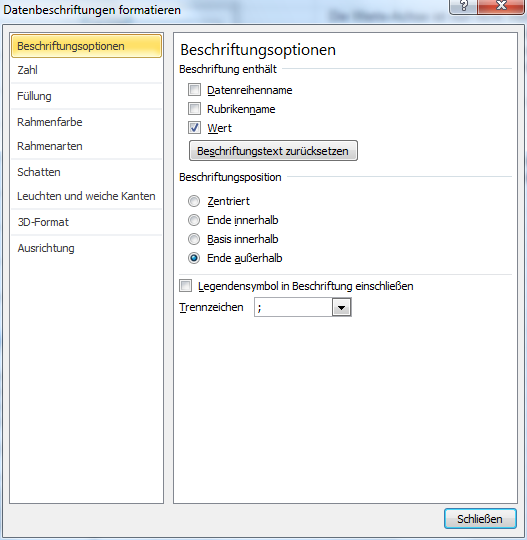 Datenbeschriftungen formatieren
?
Beschriftungsoptionen
Zahl
Füllung
Rahmenfarbe
Rahmenarten
Schatten
Leuchten und weiche Kanten
3D-Format
Ausrichtung
Beschriftungsoptionen
Beschriftung enthält
Datenreihenname
Rubrikenname
Wert
Beschriftungstext zurücksetzen
Beschriftungsposition
Zentriert
Ende innerhalb
Basis innerhalb
Ende außerhalb
Legendensymbol in Beschriftung einschließen
Trennzeichen ;
Schließen